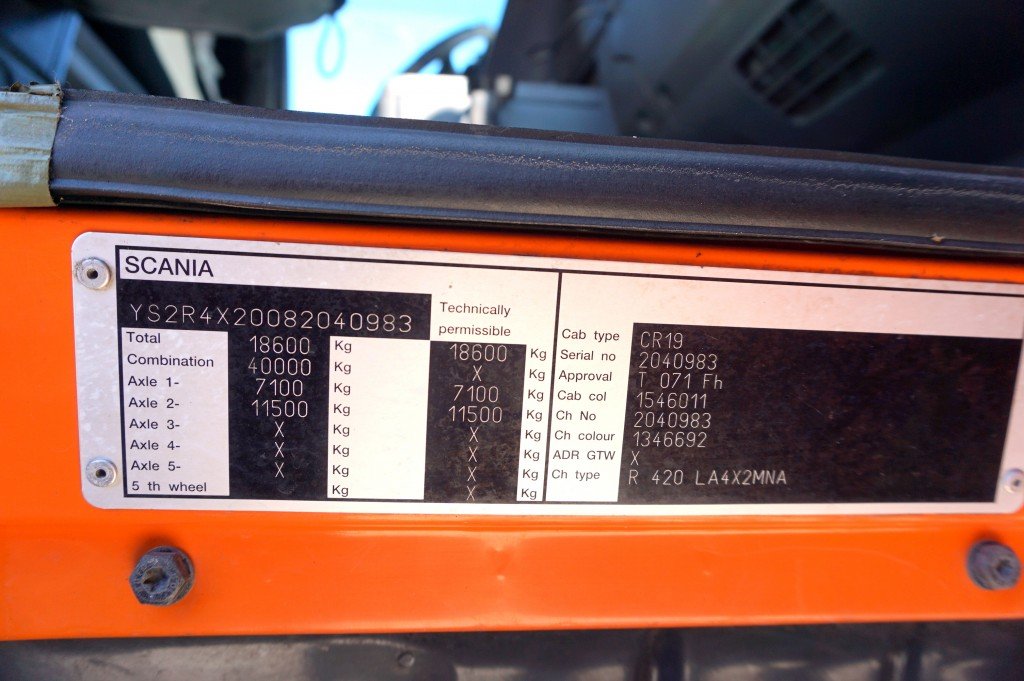 SCANIA
YS2R4X20082040983 Technically permissible
Total 18600 Kg 18600 Kg
Combination 40000 Kg X Kg
Axle 1- 7100 Kg 7100 Kg
Axle 2- 11500 Kg 11500 Kg
Axle 3- X Kg X Kg
Axle 4- X Kg X Kg
Axle 5- X Kg X Kg
5 th wheel Kg X Kg
Cab type CR19
Serial no 2040983
Approval T 071 Fh
Cab col 1546011
Ch No 2040983
Ch colour 1346692
ADR GTW X
Ch type R 420 LA4X2MNA